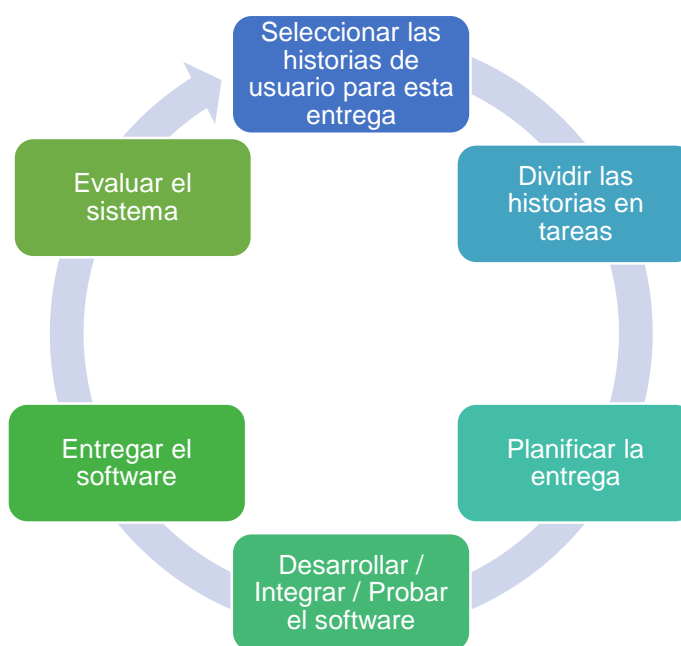 Seleccionar las
historias de
usuario para esta
entrega
Dividir las
historias en
tareas
Planificar la
entrega
Desarrollar /
Integrar / Probar
el software
Entregar el
software
Evaluar el
sistema